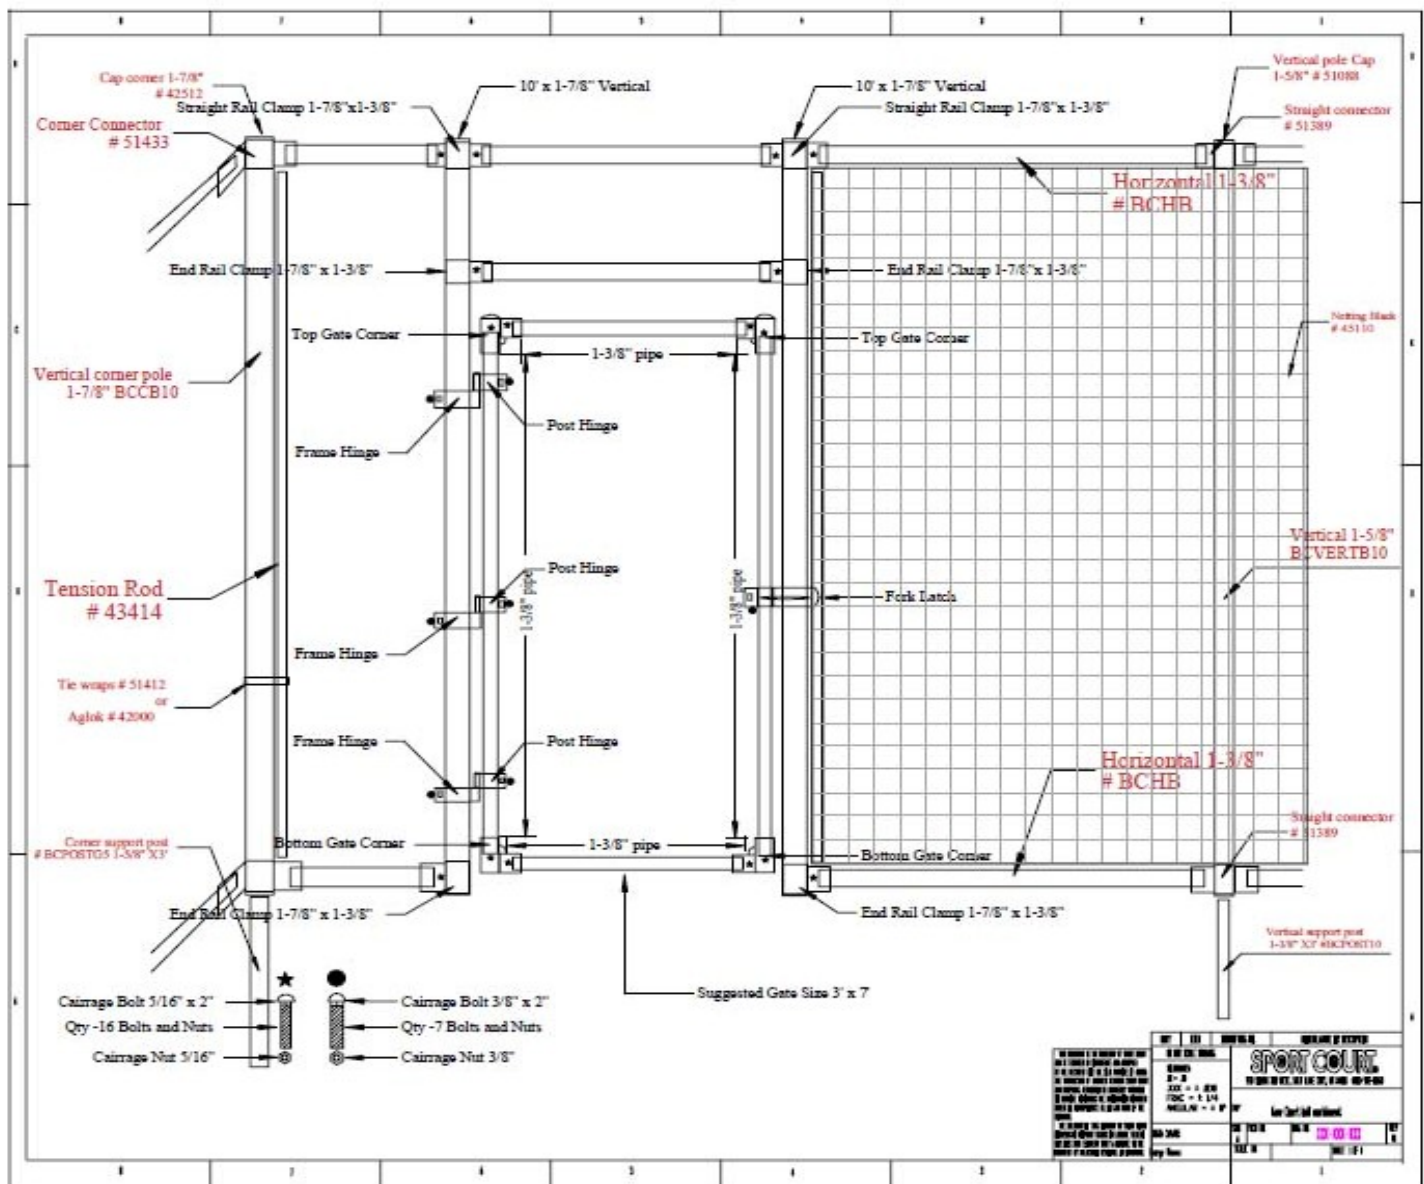 Cap corner 1-7/8"
# 42512
Straight Rail Clamp 1-7/8"x1-3/8"
10' x 1-7/8" Vertical
10' x 1-7/8" Vertical
Straight Rail Clamp 1-7/8"x 1-3/8"
Vertical pole Cap
1-5/8" # 51088
Straight connector
# 51389
Corner Connector
# 51433
Horizontal 1-3/8"
# BCHB
End Rail Clamp 1-7/8" x 1-3/8"
End Rail Clamp 1-7/8"x 1-3/8"
Netting Black
# 45110
Top Gate Corner
Top Gate Corner
1-3/8" pipe
Vertical corner pole
1-7/8" BCCB10
Post Hinge
Frame Hinge
Vertical 1-5/8"
BCVERTB10
Tension Rod
# 43414
Post Hinge
1-3/8" pipe
1-3/8" pipe
Fork Latch
Frame Hinge
Tie wraps # 51412
or
Aglok # 42000
Frame Hinge
Post Hinge
Horizontal 1-3/8"
# BCHB
Straight connector
# 51389
Corner support post
# BCPOSTG5 1-3/8" X3'
Bottom Gate Corner
1-3/8" pipe
Bottom Gate Corner
End Rail Clamp 1-7/8" x 1-3/8"
End Rail Clamp 1-7/8" x 1-3/8"
Vertical support post
1-3/8" X3' #BCPOST10
Suggested Gate Size 3' x 7'
Cairrage Bolt 5/16" x 2"
Qty -16 Bolts and Nuts
Cairrage Nut 5/16"
Cairrage Bolt 3/8" x 2"
Qty -7 Bolts and Nuts
Cairrage Nut 3/8"
SPORT COURT